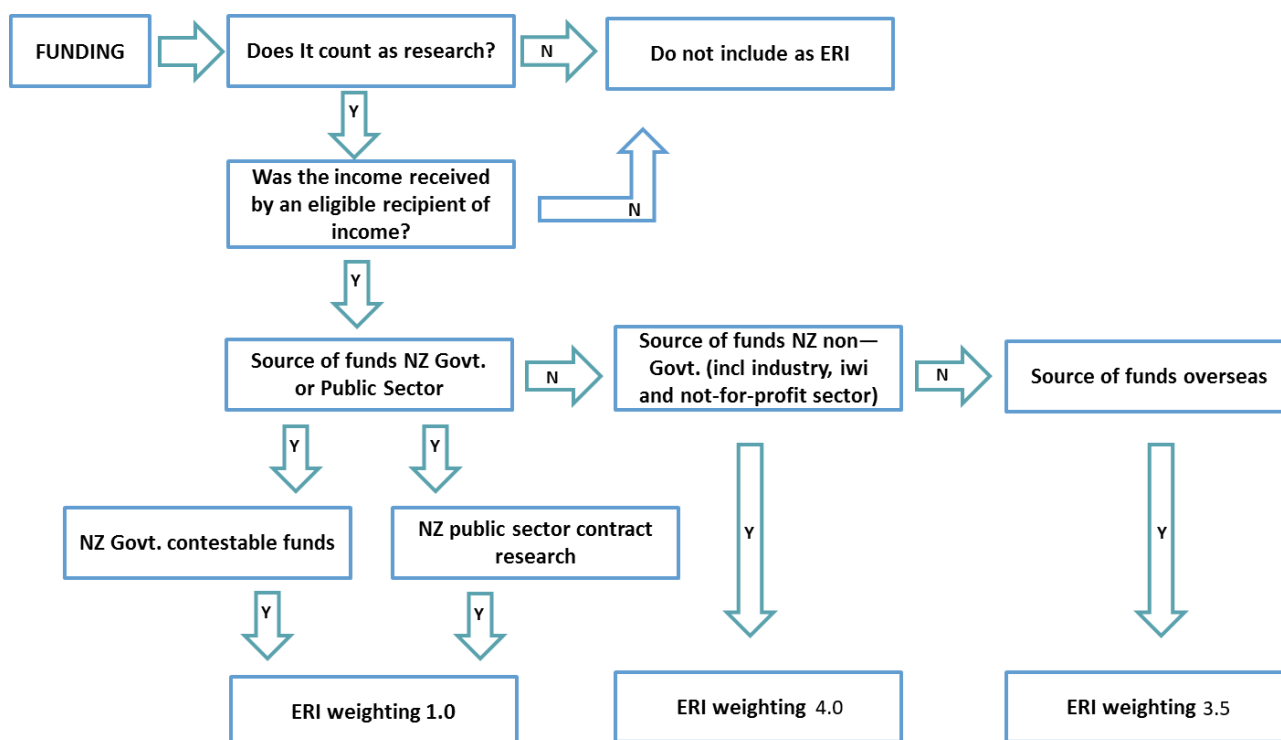 FUNDING
Does It count as research?
N
Do not include as ERI
Y
Was the income received
by an eligible recipient of
income?
N
Y
Source of funds NZ Govt.
or Public Sector
N
Source of funds NZ non—
Govt. (incl industry, iwi
and not-for-profit sector)
N
Source of funds overseas
Y
Y
NZ Govt. contestable funds
NZ public sector contract
research
Y
Y
Y
Y
ERI weighting 1.0
ERI weighting 4.0
ERI weighting 3.5